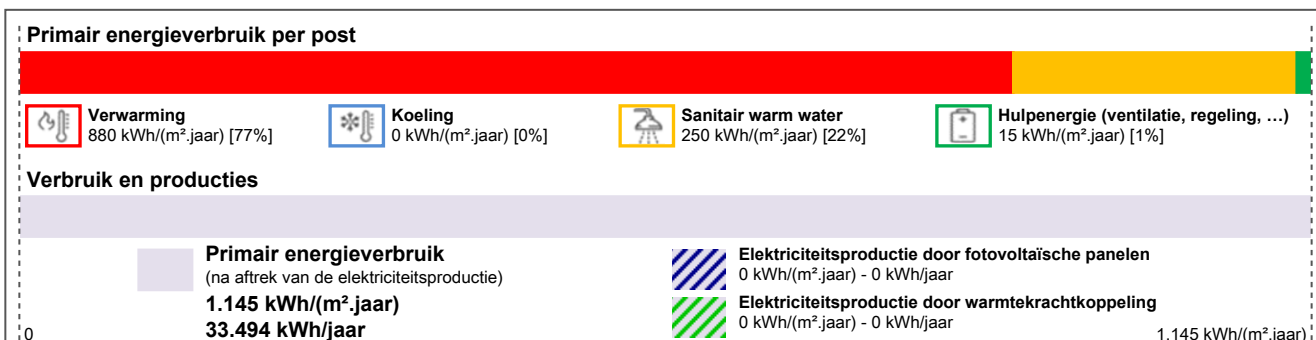 Primair energieverbruik per post
Verwarming
880 kWh/(m².jaar) [77%]
Koeling
0 kWh/(m².jaar) [0%]
Sanitair warm water
250 kWh/(m².jaar) [22%]
Hulpenergie (ventilatie, regeling, …)
15 kWh/(m².jaar) [1%]
Verbruik en producties
Primair energieverbruik
(na aftrek van de elektriciteitsproductie)
1.145 kWh/(m².jaar)
33.494 kWh/jaar
Elektriciteitsproductie door fotovoltaïsche panelen
0 kWh/(m².jaar) - 0 kWh/jaar
Elektriciteitsproductie door warmtekrachtkoppeling
0 kWh/(m².jaar) - 0 kWh/jaar
0
1.145 kWh/(m².jaar)